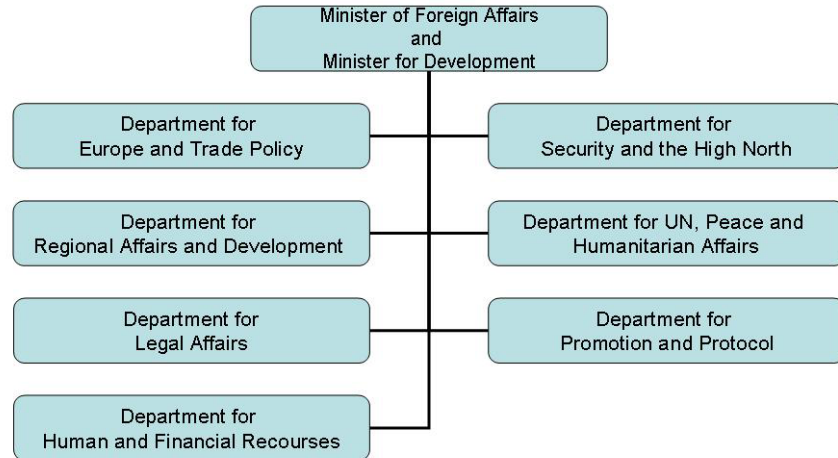 Minister of Foreign Affairs
and
Minister for Development
Department for
Europe and Trade Policy
Department for
Security and the High North
Department for
Regional Affairs and Development
Department for UN, Peace and
Humanitarian Affairs
Department for
Legal Affairs
Department for
Promotion and Protocol
Department for
Human and Financial Recourses